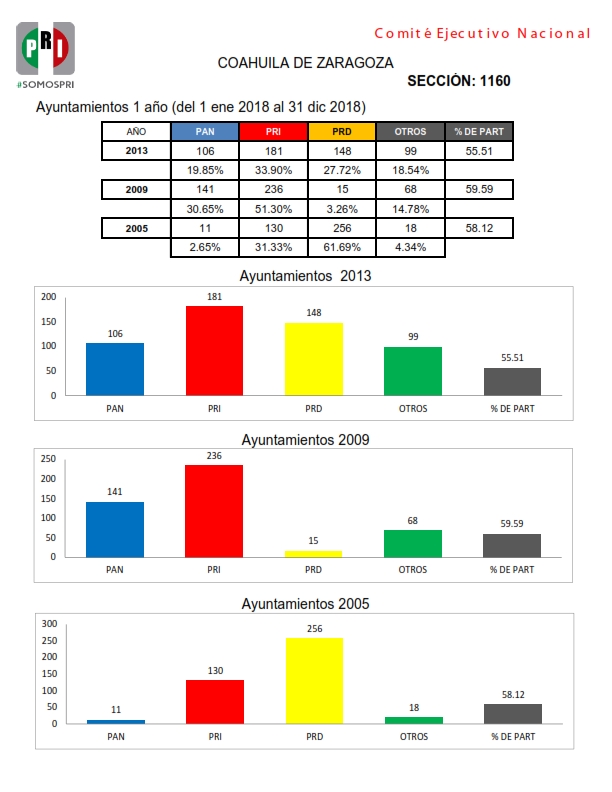 Comité Ejecutivo Nacional
PRI
#SOMOSPRI
COAHUILA DE ZARAGOZA
SECCIÓN: 1160
Ayuntamientos 1 año (del 1 ene 2018 al 31 dic 2018)
AÑO PAN PRI PRD OTROS % DE PART
2013 106 181 148 99 55.51
19.85% 33.90% 27.72% 18.54%
2009 141 236 15 68 59.59
30.65% 51.30% 3.26% 14.78%
2005 11 130 256 18 58.12
2.65% 31.33% 61.69% 4.34%
Ayuntamientos 2013
200
150
100
50
0
106 181 148 99 55.51
PAN PRI PRD OTROS % DE PART
Ayuntamientos 2009
250
200
150
100
50
0
141 236 15 68 59.59
PAN PRI PRD OTROS % DE PART
Ayuntamientos 2005
300
250
200
150
100
50
0
11 130 256 18 58.12
PAN PRI PRD OTROS % DE PART